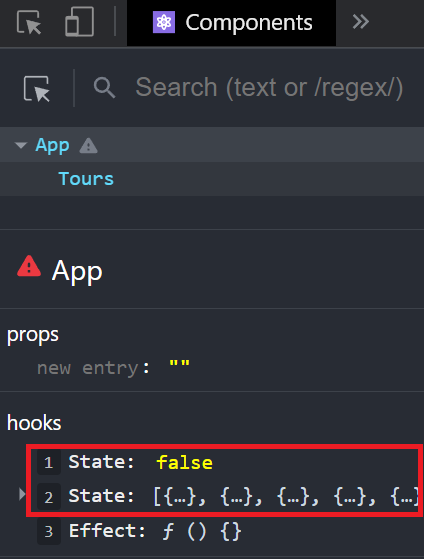 Components
Search (text or /regex/)
App
Tours
App
props
new entry: ""
hooks
1 State: false
2 State: [{…}, {…}, {…}, {…}, {…}
3 Effect: ƒ () {}